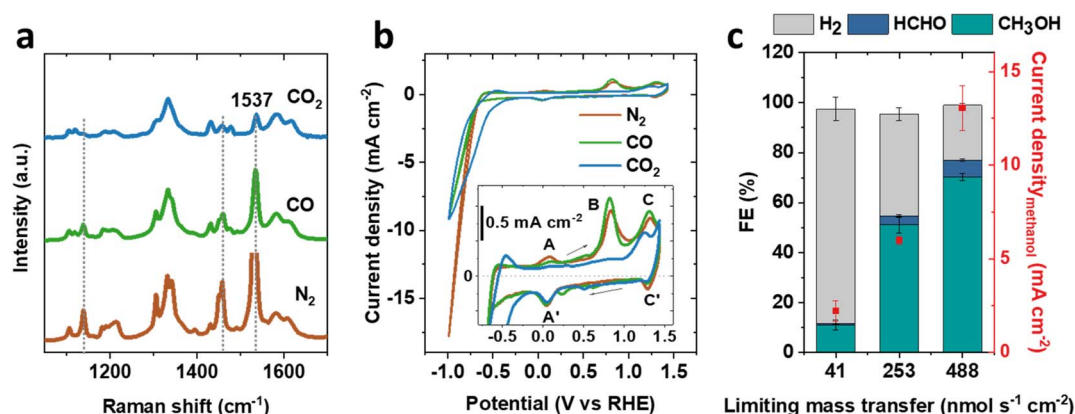 a
Intensity (a.u.)
CO2
1537
CO
N2
1200 1400 1600
Raman shift (cm-1)
b
Current density (mA cm-2)
0
-5
-10
-15
N2
CO
CO2
0.5 mA cm-2
A
B
C
0
A'
C'
-0.5 0.0 0.5 1.0 1.5
-1.0 -0.5 0.0 0.5 1.0 1.5
Potential (V vs RHE)
c
H2 HCHO CH3OH
FE (%)
120
100
80
60
40
20
0
15
10
5
0
Current densitymethanol (mA cm-2)
41 253 488
Limiting mass transfer (nmol s-1 cm-2)